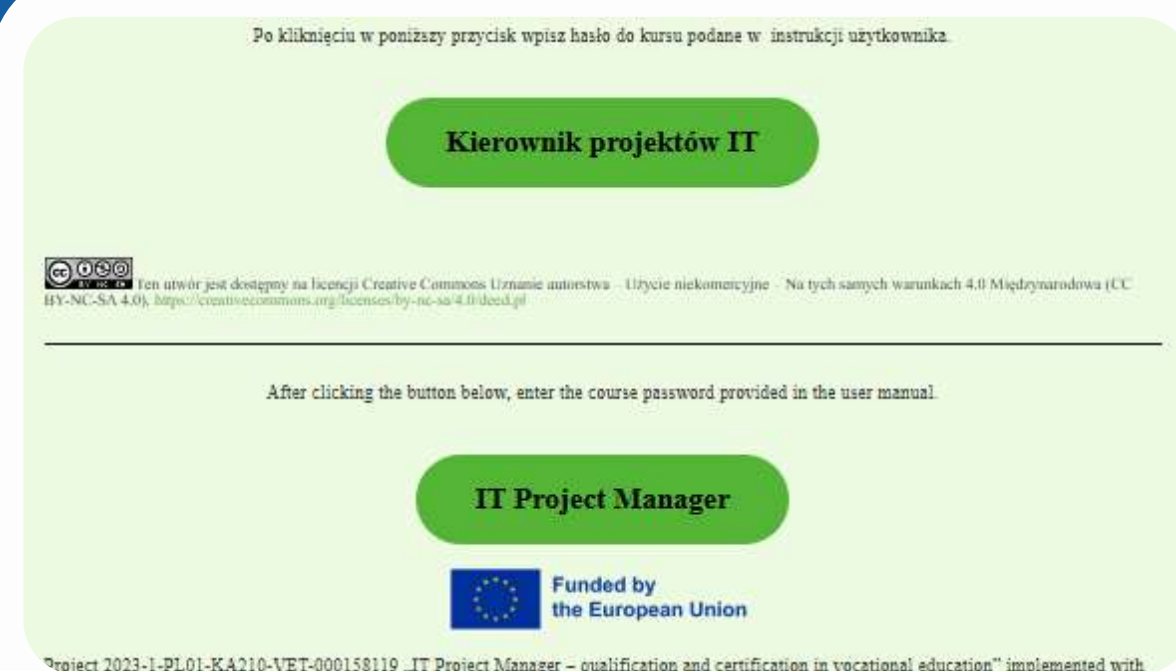 Po kliknięciu w poniższy przycisk wpisz hasło do kursu podane w instrukcji użytkownika.
Kierownik projektów IT
cc BY NC SA Ten utwór jest dostępny na licencji Creative Commons Uznanie autorstwa – Użycie niekomercyjne – Na tych samych warunkach 4.0 Międzynarodowa (CC
BY-NC-SA 4.0), https://creativecommons.org/licenses/by-nc-sa/4.0/deed.pl
After clicking the button below, enter the course password provided in the user manual.
IT Project Manager
Funded by
the European Union
Project 2023-1-PL01-KA210-VET-000158119 „IT Project Manager – qualification and certification in vocational education" implemented with